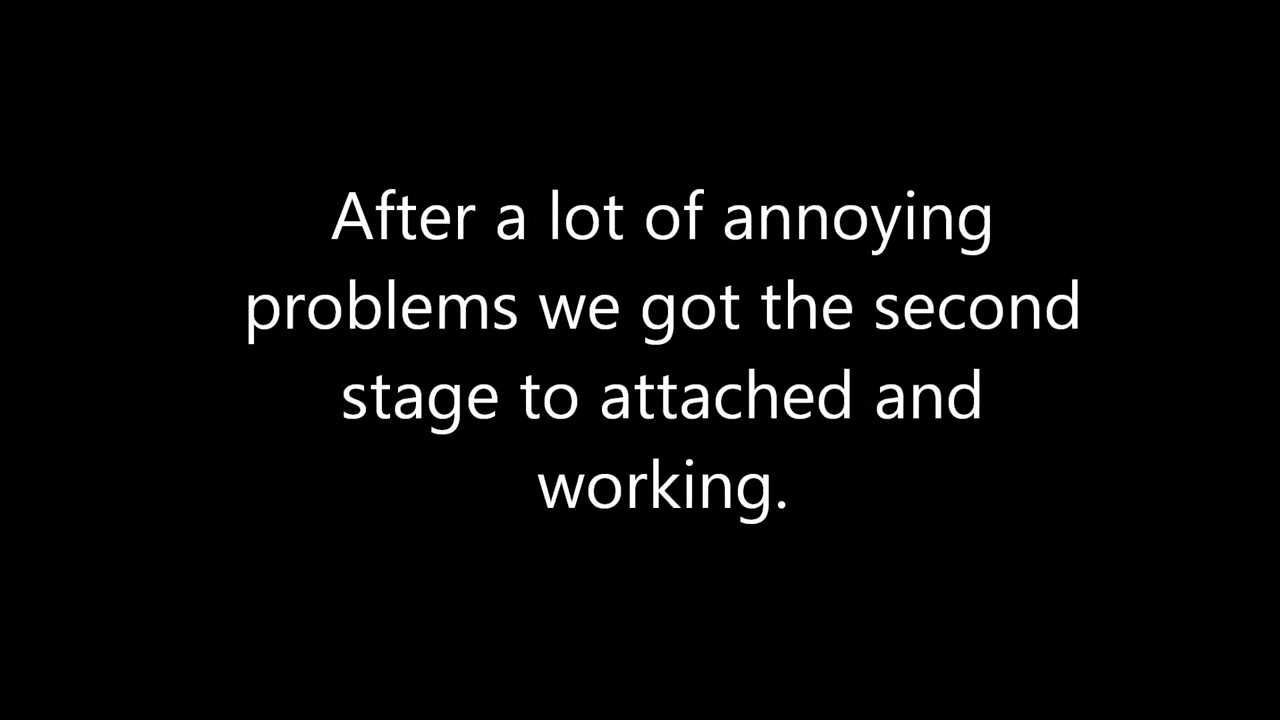 After a lot of annoying
problems we got the second
stage to attached and
working.